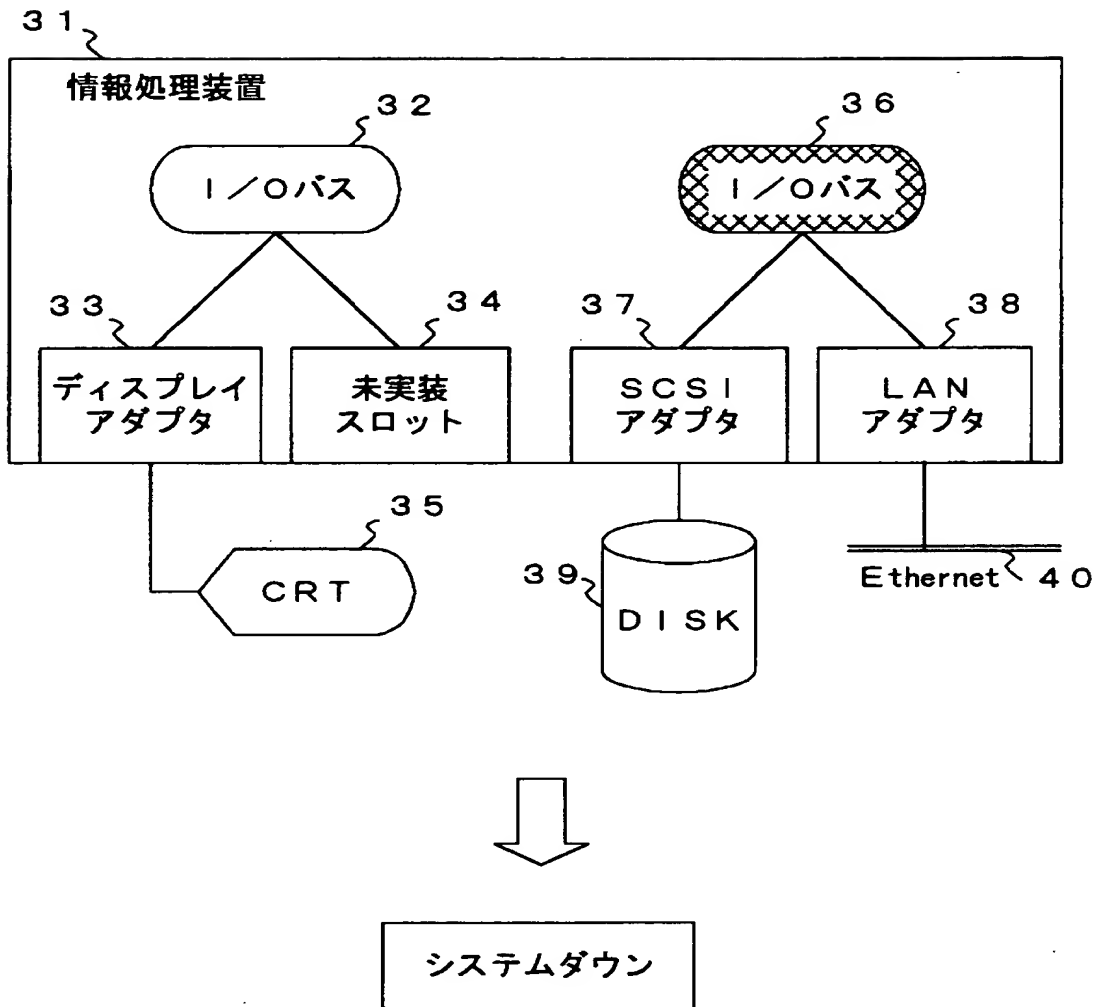 ３１
情報処理装置
３２
３６
Ｉ／Ｏバス
Ｉ／Ｏバス
３３
３４
３７
３８
ディスプレイ
アダプタ
未実装
スロット
ＳＣＳＩ
アダプタ
ＬＡＮ
アダプタ
３５
ＣＲＴ
３９
ＤＩＳＫ
Ethernet
４０
システムダウン